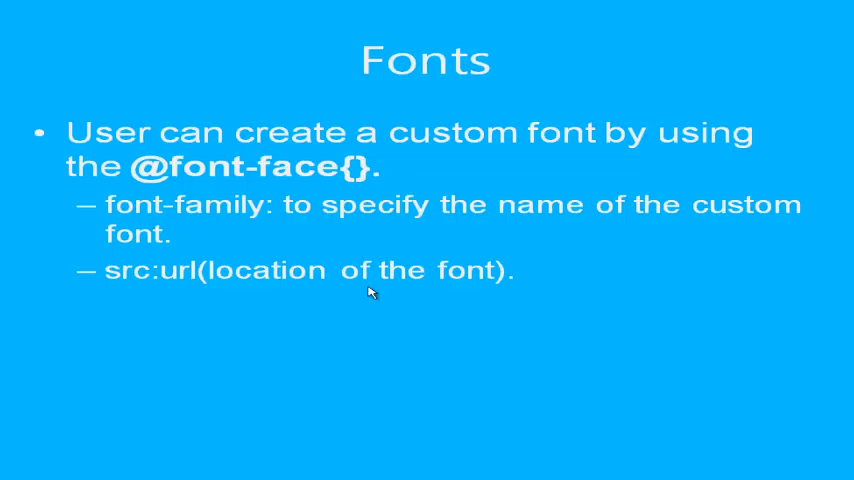 Fonts
• User can create a custom font by using
the @font-face{}.
– font-family: to specify the name of the custom
font.
– src:url(location of the font).